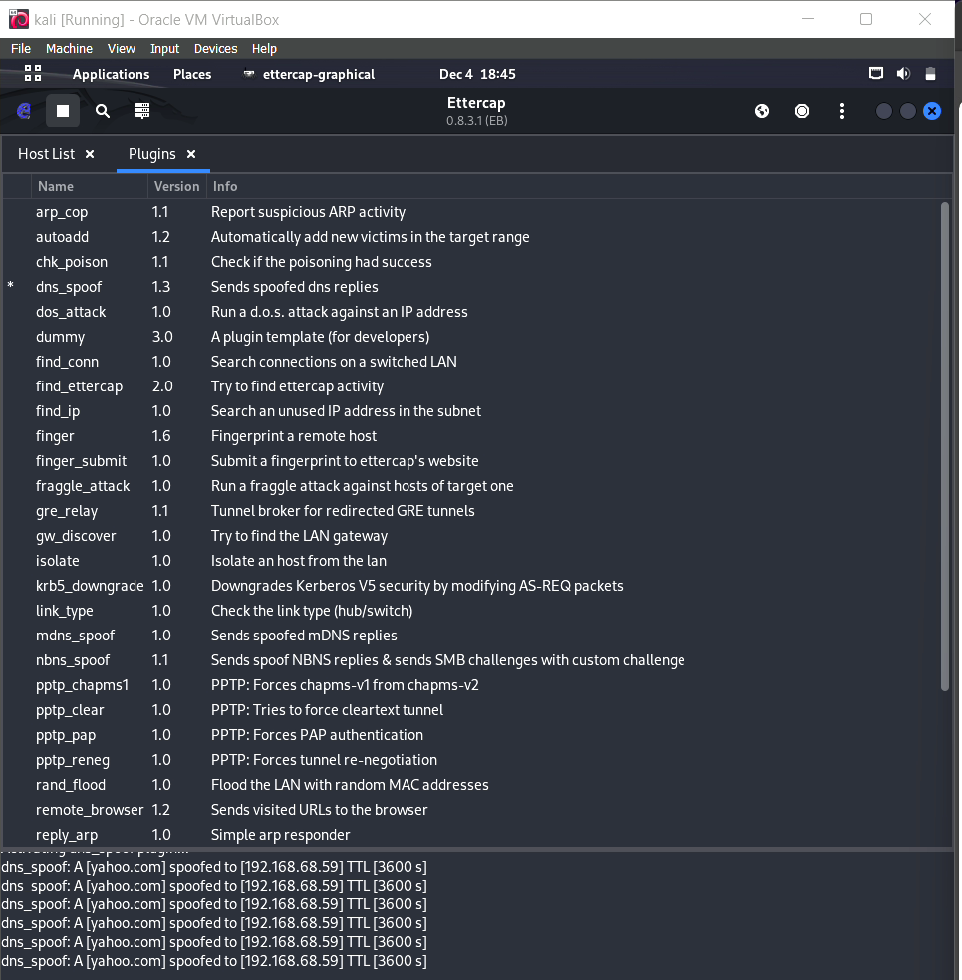 kali [Running] - Oracle VM VirtualBox
File Machine View Input Devices Help
Applications Places ettercap-graphical Dec 4 18:45
Ettercap
0.8.3.1 (EB)
Host List × Plugins ×
Name Version Info
arp_cop 1.1 Report suspicious ARP activity
autoadd 1.2 Automatically add new victims in the target range
chk_poison 1.1 Check if the poisoning had success
* dns_spoof 1.3 Sends spoofed dns replies
dos_attack 1.0 Run a d.o.s. attack against an IP address
dummy 3.0 A plugin template (for developers)
find_conn 1.0 Search connections on a switched LAN
find_ettercap 2.0 Try to find ettercap activity
find_ip 1.0 Search an unused IP address in the subnet
finger 1.6 Fingerprint a remote host
finger_submit 1.0 Submit a fingerprint to ettercap's website
fraggle_attack 1.0 Run a fraggle attack against hosts of target one
gre_relay 1.1 Tunnel broker for redirected GRE tunnels
gw_discover 1.0 Try to find the LAN gateway
isolate 1.0 Isolate an host from the lan
krb5_downgrace 1.0 Downgrades Kerberos V5 security by modifying AS-REQ packets
link_type 1.0 Check the link type (hub/switch)
mdns_spoof 1.0 Sends spoofed mDNS replies
nbns_spoof 1.1 Sends spoof NBNS replies & sends SMB challenges with custom challenge
pptp_chapms1 1.0 PPTP: Forces chapms-v1 from chapms-v2
pptp_clear 1.0 PPTP: Tries to force cleartext tunnel
pptp_pap 1.0 PPTP: Forces PAP authentication
pptp_reneg 1.0 PPTP: Forces tunnel re-negotiation
rand_flood 1.0 Flood the LAN with random MAC addresses
remote_browser 1.2 Sends visited URLs to the browser
reply_arp 1.0 Simple arp responder
Activating dns_spoof plugin...
dns_spoof: A [yahoo.com] spoofed to [192.168.68.59] TTL [3600 s]
dns_spoof: A [yahoo.com] spoofed to [192.168.68.59] TTL [3600 s]
dns_spoof: A [yahoo.com] spoofed to [192.168.68.59] TTL [3600 s]
dns_spoof: A [yahoo.com] spoofed to [192.168.68.59] TTL [3600 s]
dns_spoof: A [yahoo.com] spoofed to [192.168.68.59] TTL [3600 s]
dns_spoof: A [yahoo.com] spoofed to [192.168.68.59] TTL [3600 s]